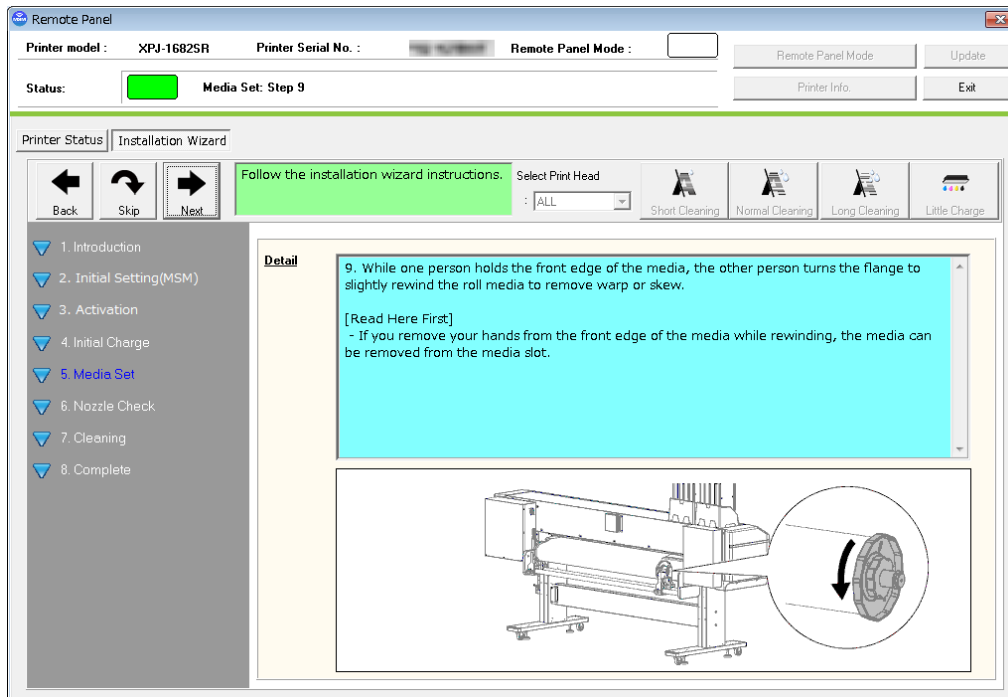 Remote Panel
Printer model : XPJ-1682SR Printer Serial No. : Remote Panel Mode :
Remote Panel Mode Update
Status: Media Set: Step 9
Printer Info. Exit
Printer Status Installation Wizard
Back Skip Next
Follow the installation wizard instructions.
Select Print Head
: ALL
Short Cleaning Normal Cleaning Long Cleaning Little Charge
1. Introduction
2. Initial Setting(MSM)
3. Activation
4. Initial Charge
5. Media Set
6. Nozzle Check
7. Cleaning
8. Complete
Detail
9. While one person holds the front edge of the media, the other person turns the flange to
slightly rewind the roll media to remove warp or skew.
[Read Here First]
- If you remove your hands from the front edge of the media while rewinding, the media can
be removed from the media slot.